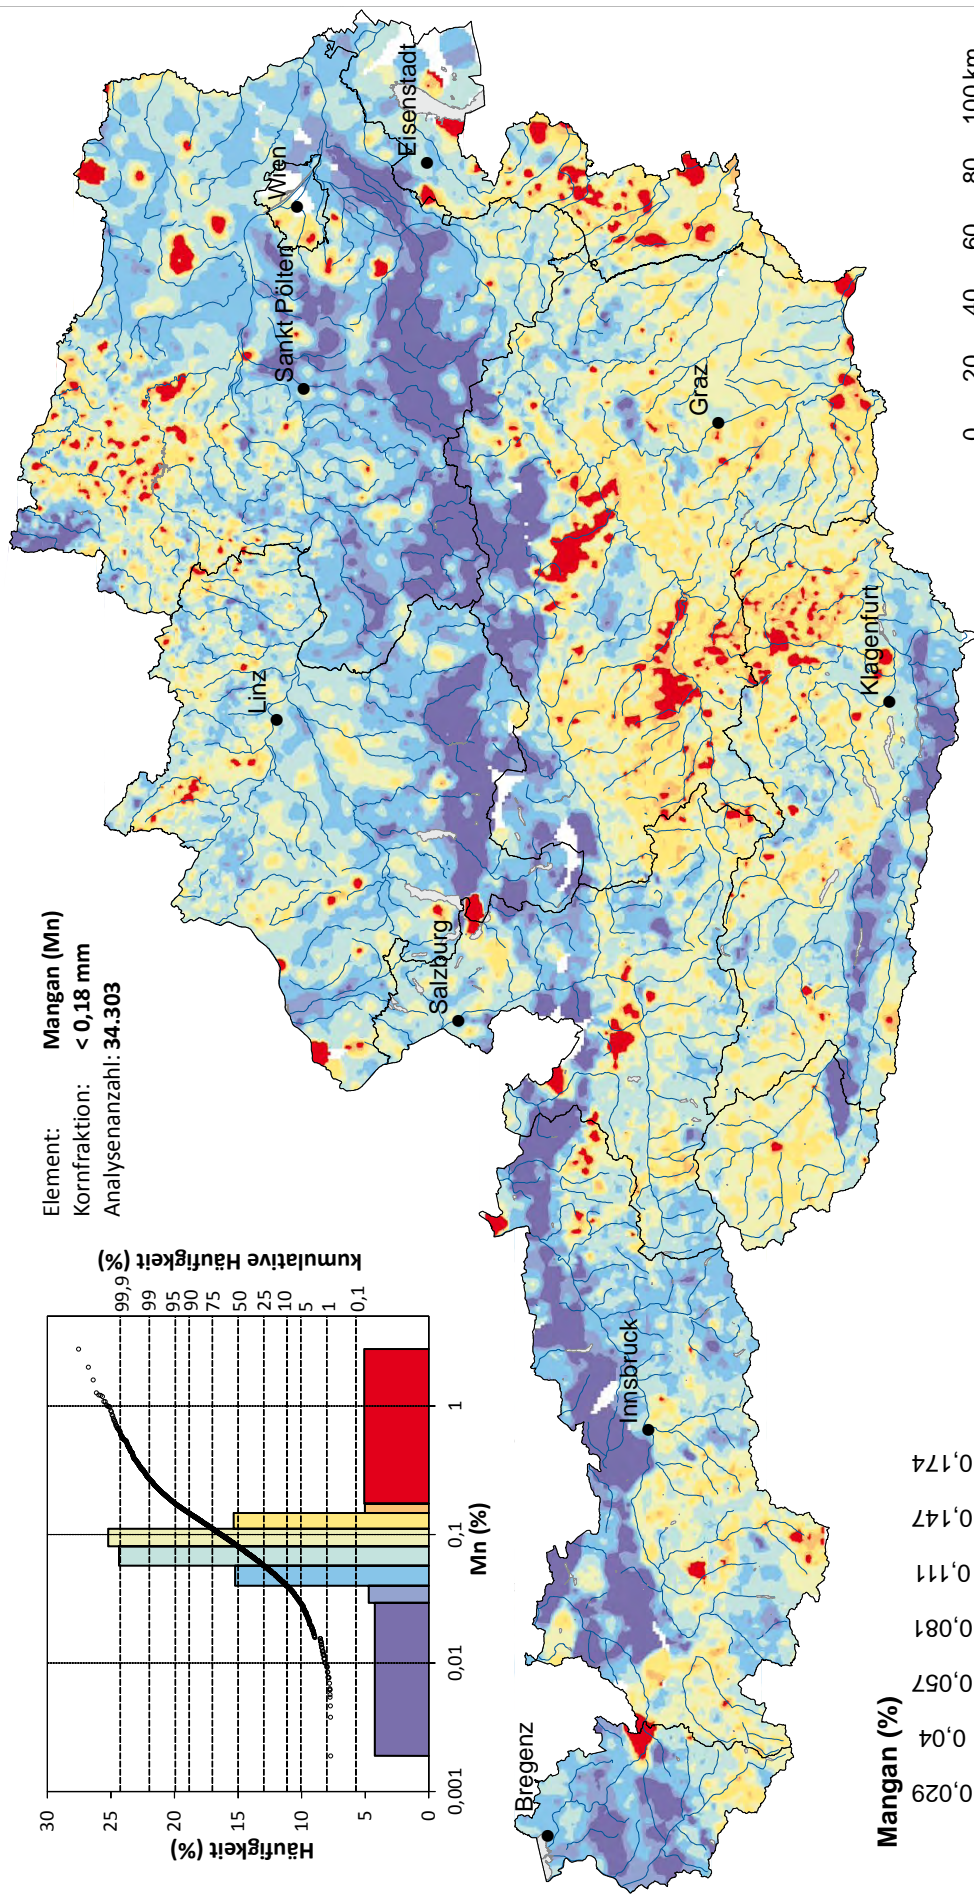 Element: Mangan (Mn)
Kornfraktion: < 0,18 mm
Analysenanzahl: 34.303
Häufigkeit (%)
30
25
20
15
10
5
0
kumulative Häufigkeit (%)
99,9
99
95
90
75
50
25
10
5
1
0,1
0,001
0,01
0,1
1
Mn (%)
Bregenz
Innsbruck
Salzburg
Linz
Sankt Pölten
Wien
Eisenstadt
Graz
Klagenfurt
Mangan (%)
0,029
0,04
0,057
0,081
0,111
0,147
0,174
0 20 40 60 80 100 km